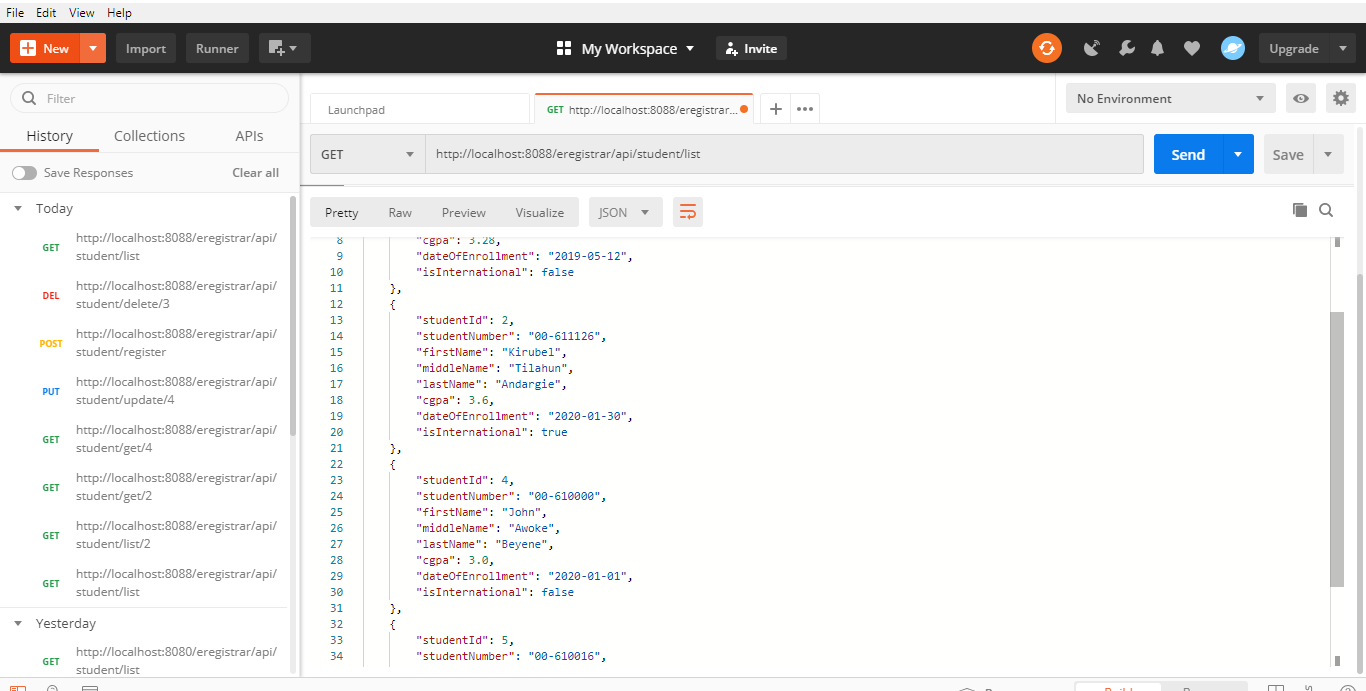 File Edit View Help
New Import Runner My Workspace Invite Upgrade
Filter
History Collections APIs
Save Responses Clear all
Today
GET http://localhost:8088/eregistrar/api/
student/list
DEL http://localhost:8088/eregistrar/api/
student/delete/3
POST http://localhost:8088/eregistrar/api/
student/register
PUT http://localhost:8088/eregistrar/api/
student/update/4
GET http://localhost:8088/eregistrar/api/
student/get/4
GET http://localhost:8088/eregistrar/api/
student/get/2
GET http://localhost:8088/eregistrar/api/
student/list/2
GET http://localhost:8088/eregistrar/api/
student/list
Yesterday
GET http://localhost:8080/eregistrar/api/
student/list
Launchpad GET http://localhost:8088/eregistrar... No Environment
GET http://localhost:8088/eregistrar/api/student/list Send Save
Pretty Raw Preview Visualize JSON
8 "cgpa": 3.28,
9 "dateOfEnrollment": "2019-05-12",
10 "isInternational": false
11 },
12 {
13 "studentId": 2,
14 "studentNumber": "00-611126",
15 "firstName": "Kirubel",
16 "middleName": "Tilahun",
17 "lastName": "Andargie",
18 "cgpa": 3.6,
19 "dateOfEnrollment": "2020-01-30",
20 "isInternational": true
21 },
22 {
23 "studentId": 4,
24 "studentNumber": "00-610000",
25 "firstName": "John",
26 "middleName": "Awoke",
27 "lastName": "Beyene",
28 "cgpa": 3.0,
29 "dateOfEnrollment": "2020-01-01",
30 "isInternational": false
31 },
32 {
33 "studentId": 5,
34 "studentNumber": "00-610016",